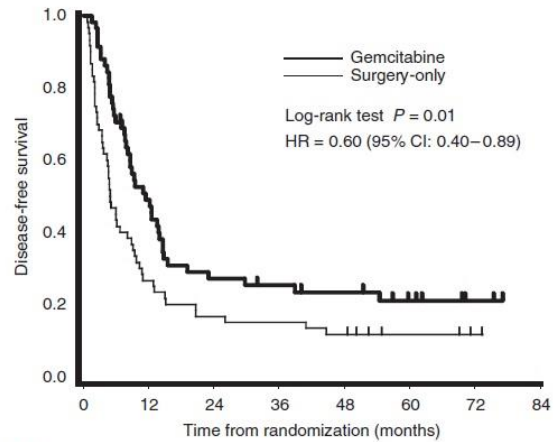 1.0
0.8
0.6
0.4
0.2
0.0
Disease-free survival
Gemcitabine
Surgery-only
Log-rank test P = 0.01
HR = 0.60 (95% CI: 0.40–0.89)
0 12 24 36 48 60 72 84
Time from randomization (months)